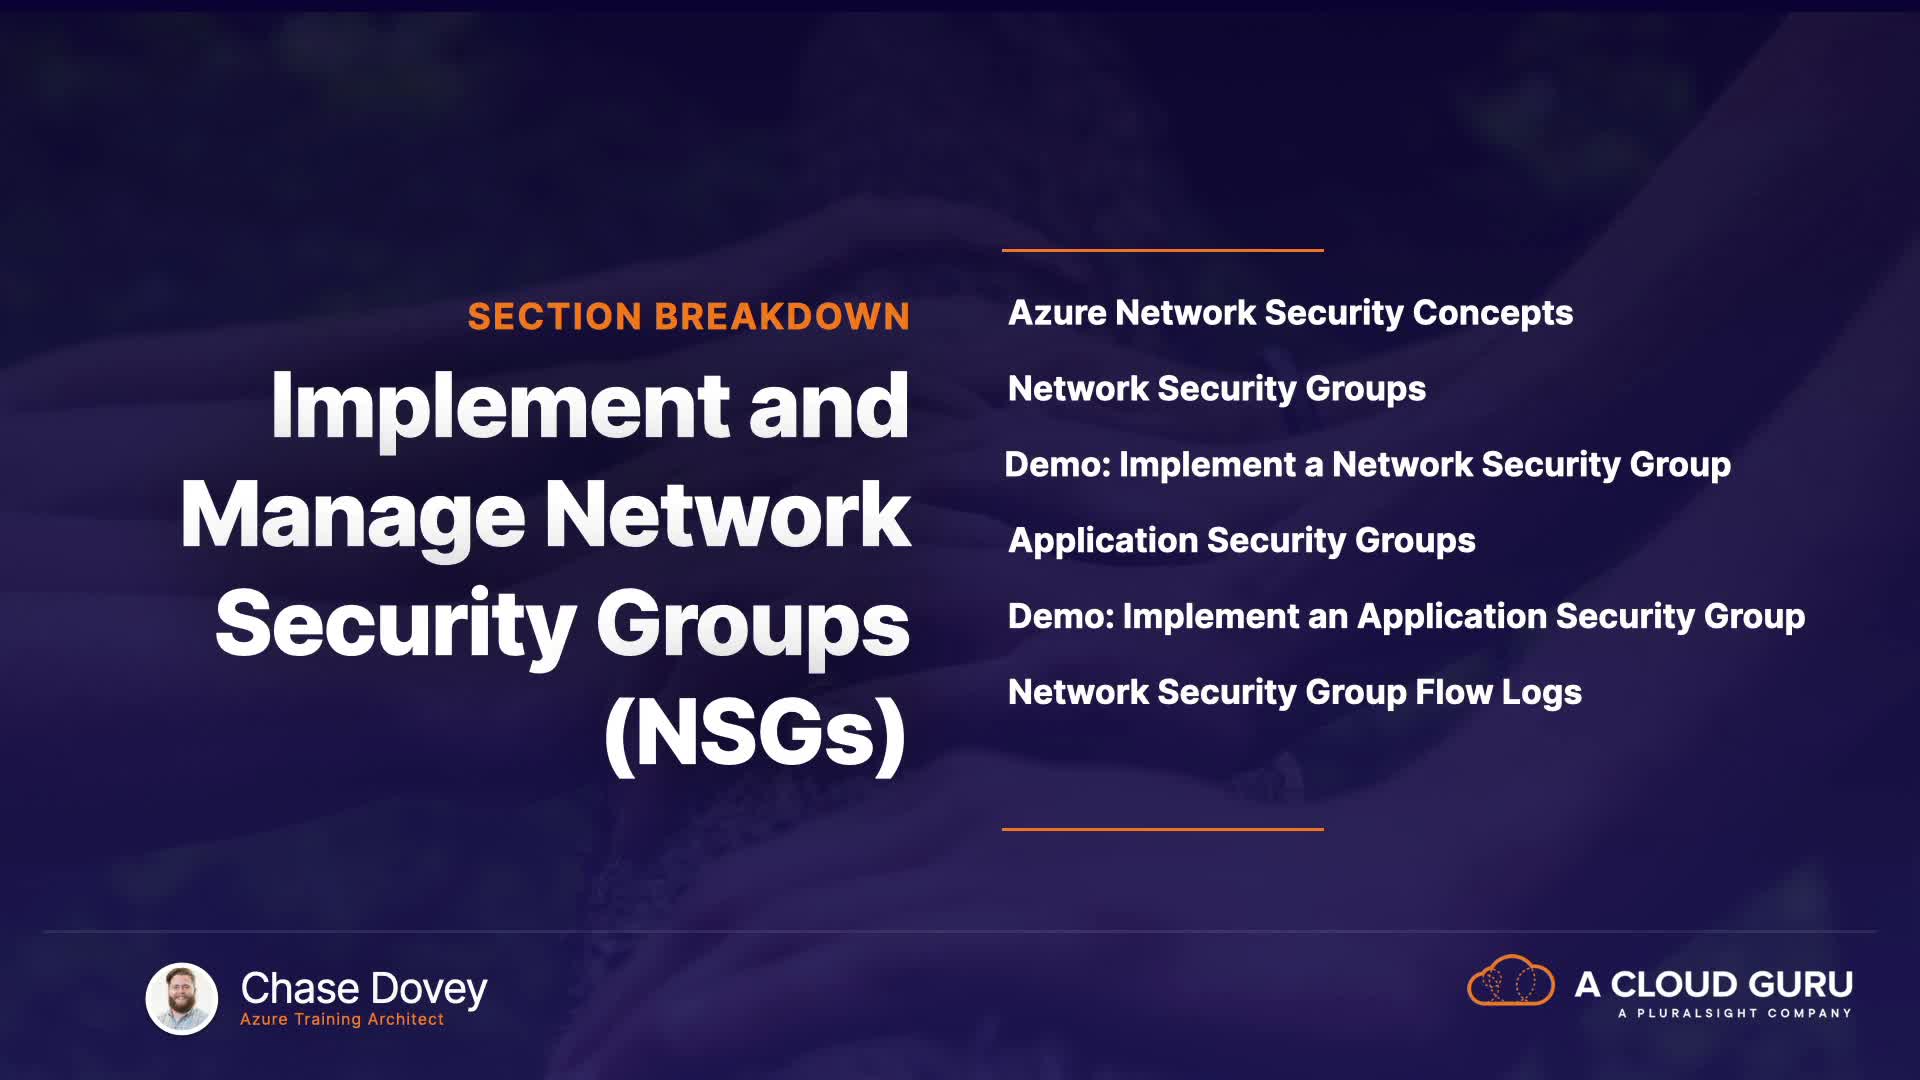 SECTION BREAKDOWN
Implement and
Manage Network
Security Groups
(NSGs)
Azure Network Security Concepts
Network Security Groups
Demo: Implement a Network Security Group
Application Security Groups
Demo: Implement an Application Security Group
Network Security Group Flow Logs
Chase Dovey
Azure Training Architect
A CLOUD GURU
A PLURALSIGHT COMPANY